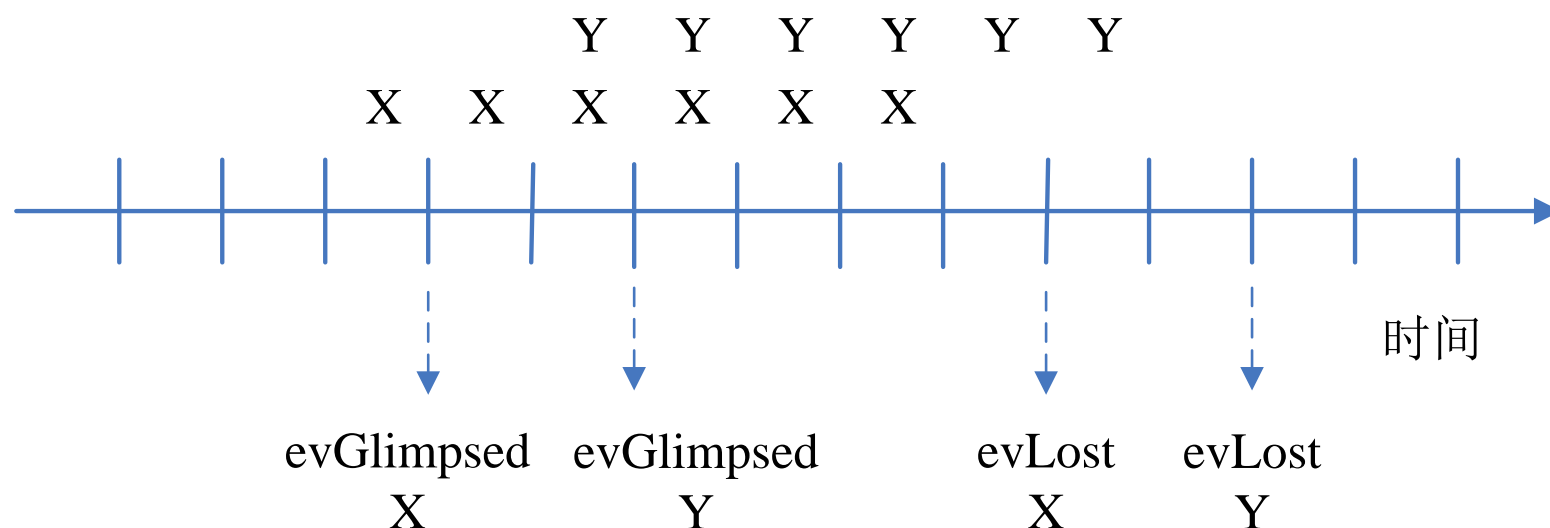 Y Y Y Y Y Y
X X X X X X
时间
evGlimpsed evGlimpsed evLost evLost
X Y X Y